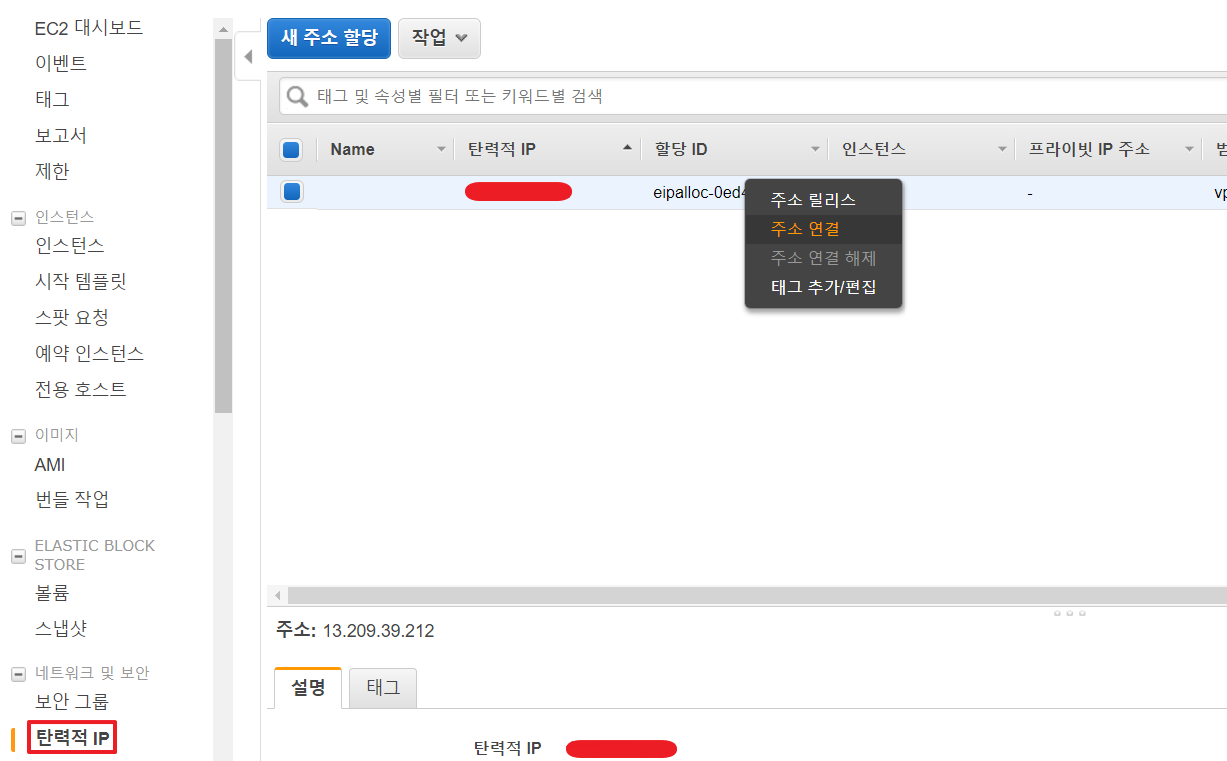 EC2 대시보드
이벤트
태그
보고서
제한
인스턴스
인스턴스
시작 템플릿
스팟 요청
예약 인스턴스
전용 호스트
이미지
AMI
번들 작업
ELASTIC BLOCK
STORE
볼륨
스냅샷
네트워크 및 보안
보안 그룹
탄력적 IP
새 주소 할당 작업
태그 및 속성별 필터 또는 키워드별 검색
Name 탄력적 IP 할당 ID 인스턴스 프라이빗 IP 주소 범
eipalloc-0ed4 - vp
주소 릴리스
주소 연결
주소 연결 해제
태그 추가/편집
주소: 13.209.39.212
설명 태그
탄력적 IP